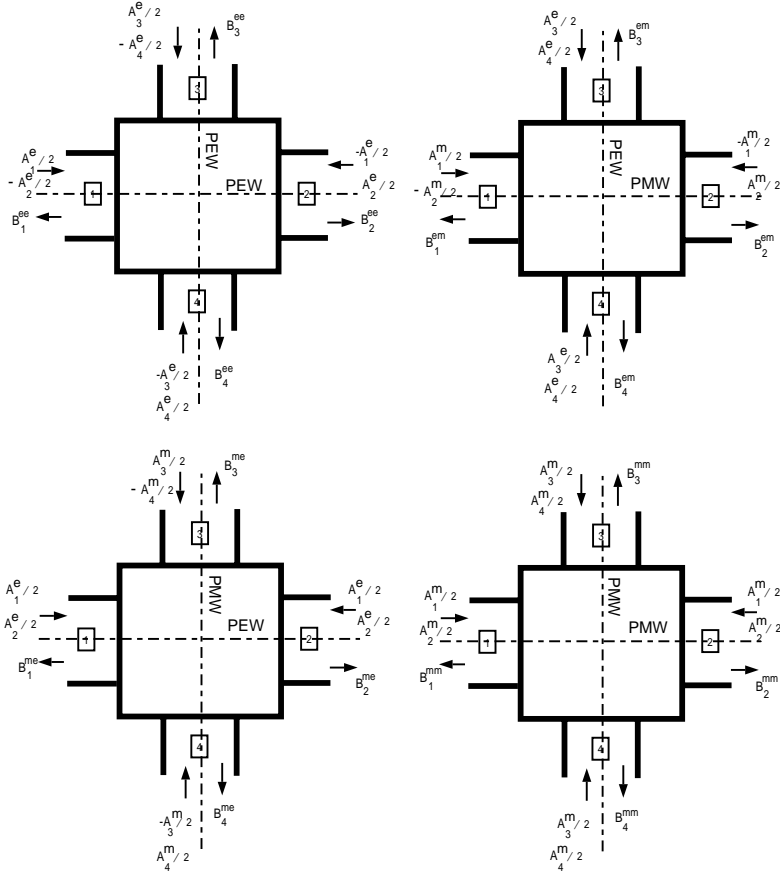 A₃ᵉ/2
- A₄ᵉ/2
B₃ᵉᵉ
3
PEW
PEW
A₁ᵉ/2
- A₂ᵉ/2
1
B₁ᵉᵉ
-A₁ᵉ/2
A₂ᵉ/2
2
B₂ᵉᵉ
4
-A₃ᵉ/2
A₄ᵉ/2
B₄ᵉᵉ
A₃ᵉ/2
A₄ᵉ/2
B₃ᵉᵐ
3
PEW
PMW
A₁ᵐ/2
- A₂ᵐ/2
1
B₁ᵉᵐ
-A₁ᵐ/2
A₂ᵐ/2
2
B₂ᵉᵐ
4
A₃ᵉ/2
A₄ᵉ/2
B₄ᵉᵐ
A₃ᵐ/2
- A₄ᵐ/2
B₃ᵐᵉ
3
PMW
PEW
A₁ᵉ/2
A₂ᵉ/2
1
B₁ᵐᵉ
A₁ᵉ/2
A₂ᵉ/2
2
B₂ᵐᵉ
4
-A₃ᵐ/2
A₄ᵐ/2
B₄ᵐᵉ
A₃ᵐ/2
A₄ᵐ/2
B₃ᵐᵐ
3
PMW
PMW
A₁ᵐ/2
A₂ᵐ/2
1
B₁ᵐᵐ
A₁ᵐ/2
A₂ᵐ/2
2
B₂ᵐᵐ
4
A₃ᵐ/2
A₄ᵐ/2
B₄ᵐᵐ